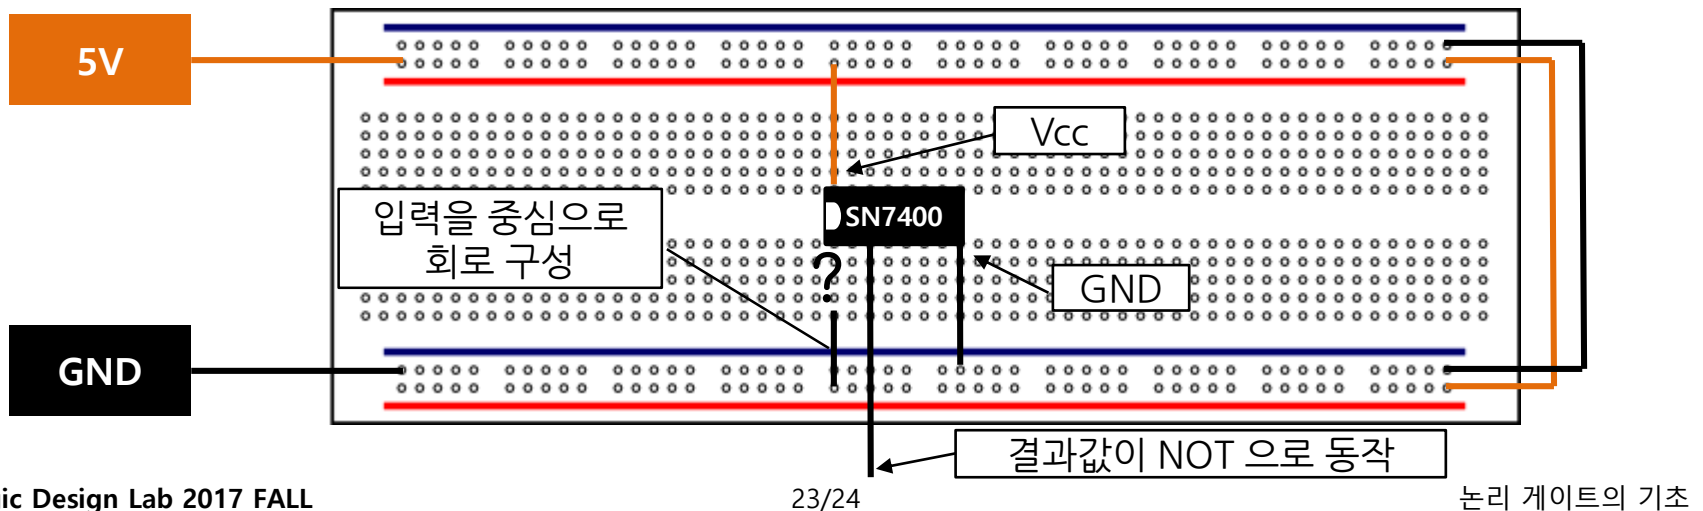 5V
Vcc
입력을 중심으로
회로 구성
SN7400
?
GND
GND
결과값이 NOT 으로 동작
ic Design Lab 2017 FALL
23/24
논리 게이트의 기초